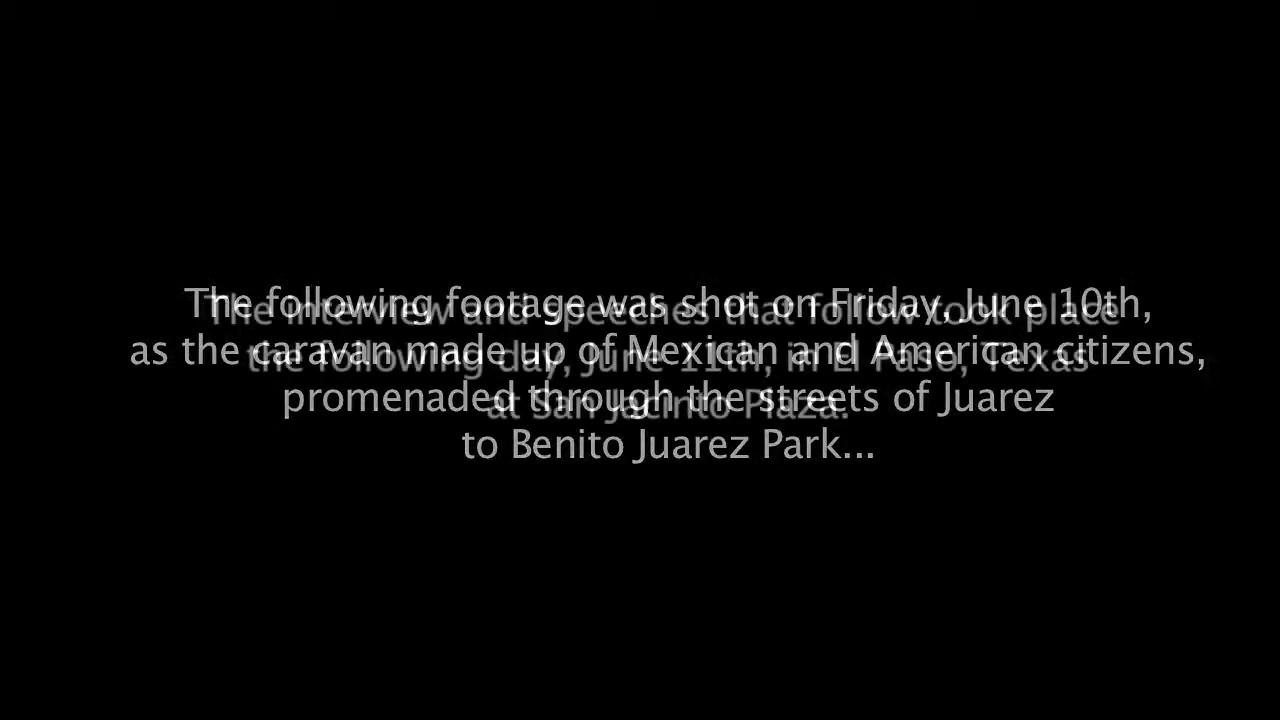 The following footage was shot on Friday, June 10th,
as the caravan made up of Mexican and American citizens,
promenaded through the streets of Juarez
to Benito Juarez Park...
The interview and speeches that follow took place
the following day, June 11th, in El Paso, Texas
at San Jacinto Plaza.